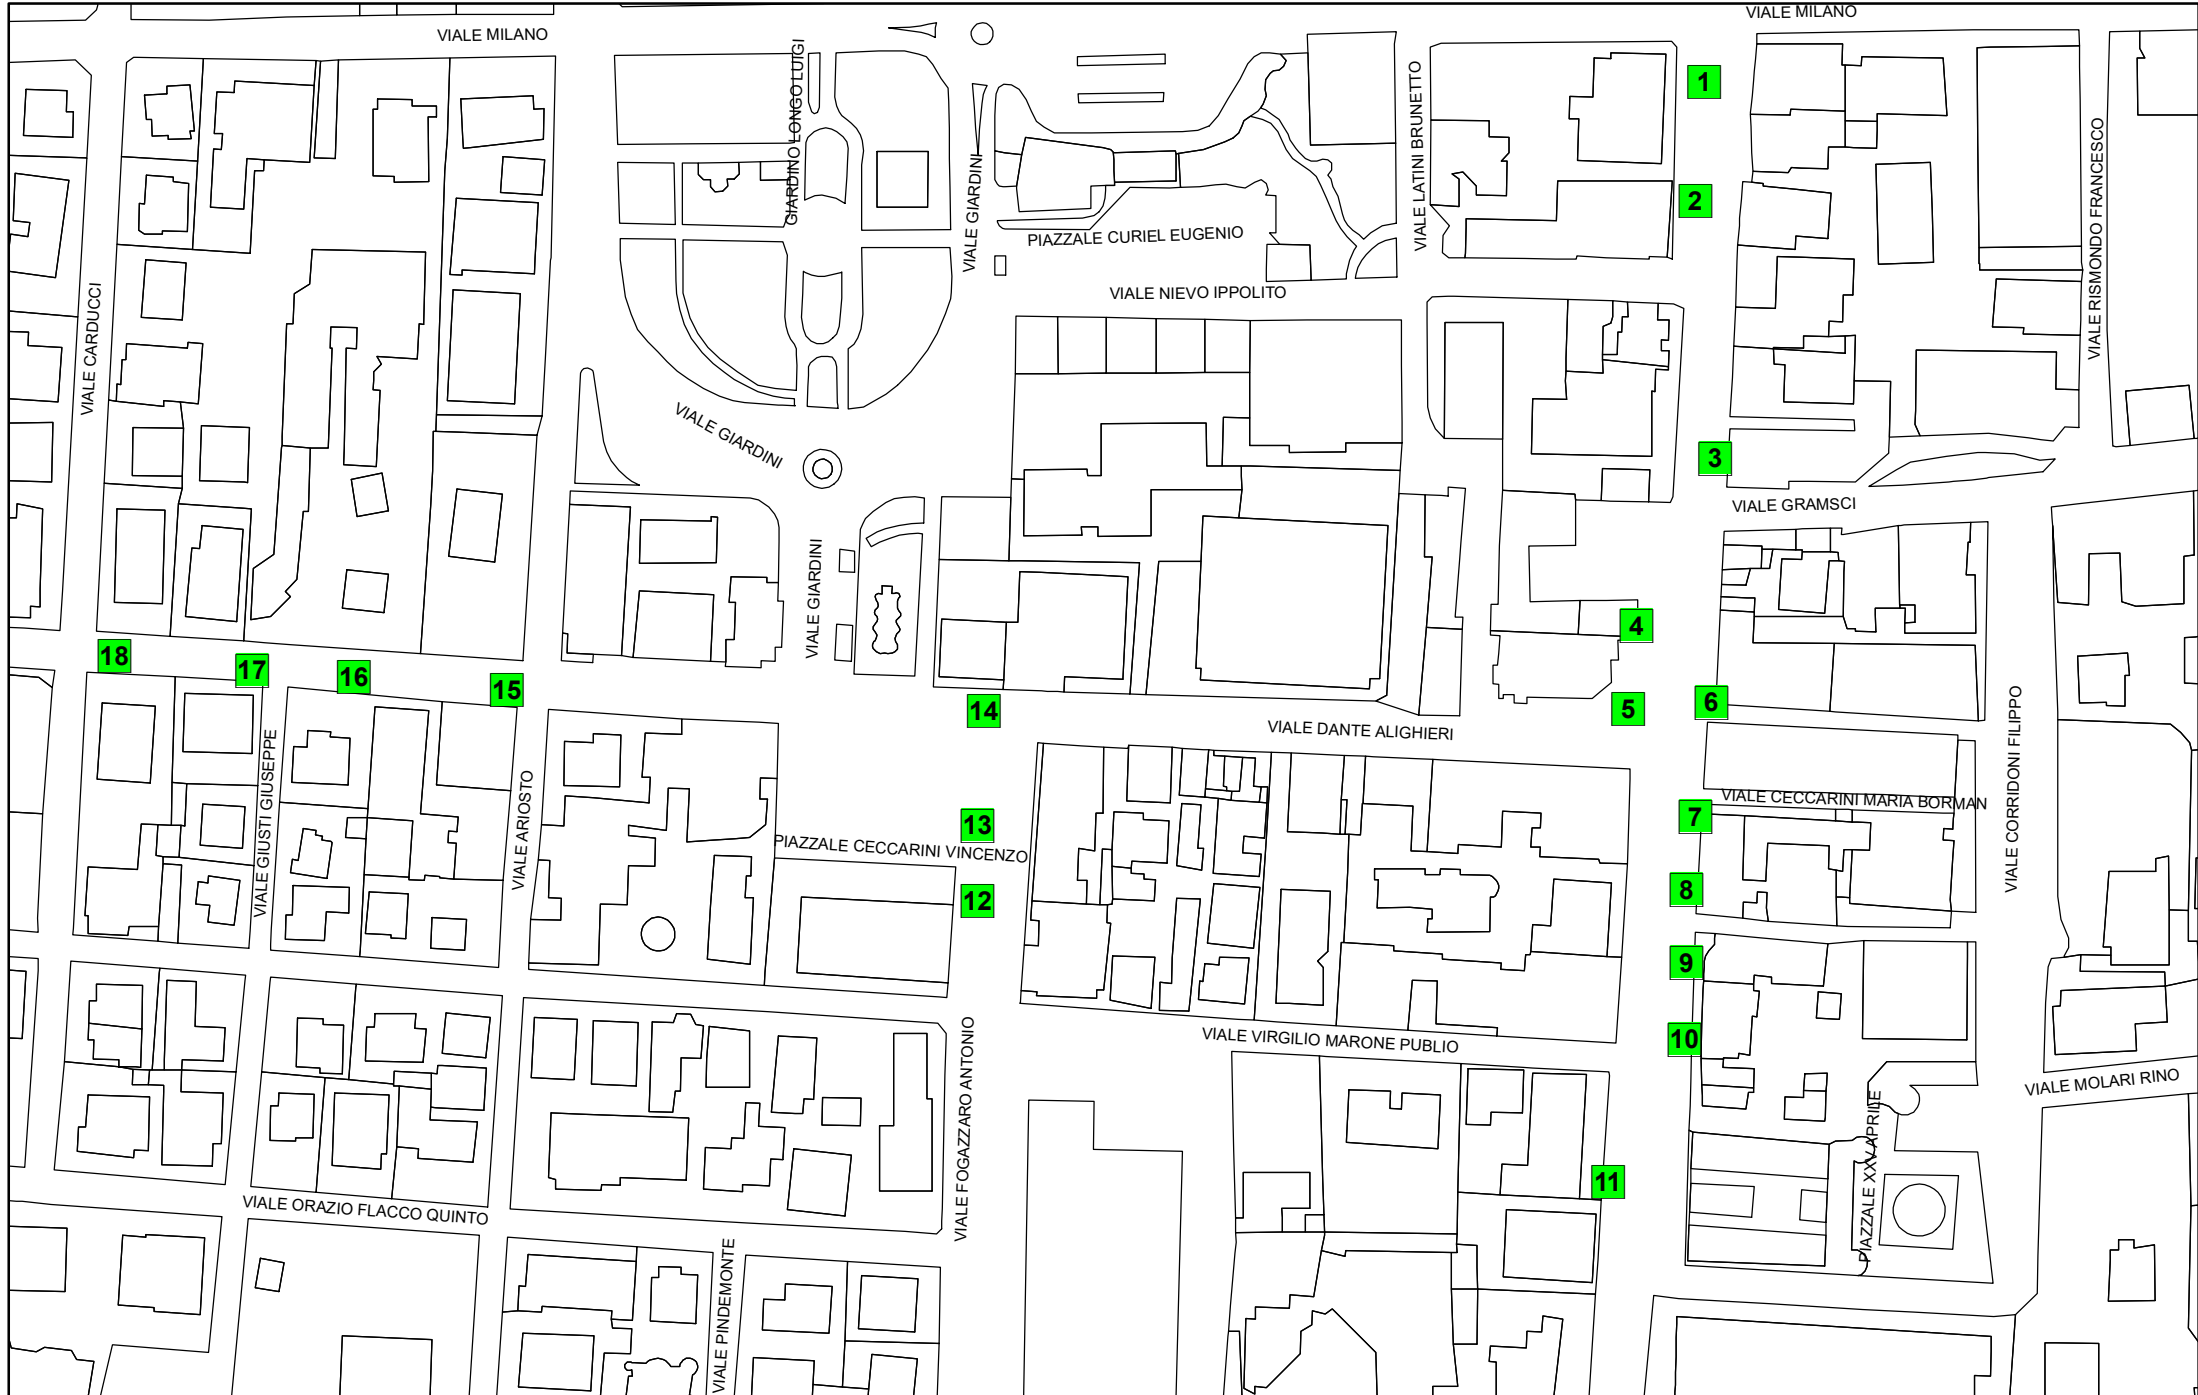 VIALE MILANO
VIALE MILANO
GIARDINO LONGO LUIGI
VIALE LATINI BRUNETTO
1
VIALE RISMONDO FRANCESCO
VIALE GIARDINI
2
PIAZZALE CURIEL EUGENIO
VIALE NIEVO IPPOLITO
VIALE CARDUCCI
VIALE GIARDINI
3
VIALE GRAMSCI
VIALE GIARDINI
4
18
17
16
15
14
5
6
VIALE DANTE ALIGHIERI
VIALE CORRIDONI FILIPPO
VIALE GIUSTI GIUSEPPE
VIALE ARIOSTO
VIALE CECCARINI MARIA BORMAN
7
13
PIAZZALE CECCARINI VINCENZO
8
12
9
10
VIALE VIRGILIO MARONE PUBLIO
VIALE FOGAZZARO ANTONIO
VIALE MOLARI RINO
PIAZZALE XXV APRILE
11
VIALE ORAZIO FLACCO QUINTO
VIALE PINDEMONTE